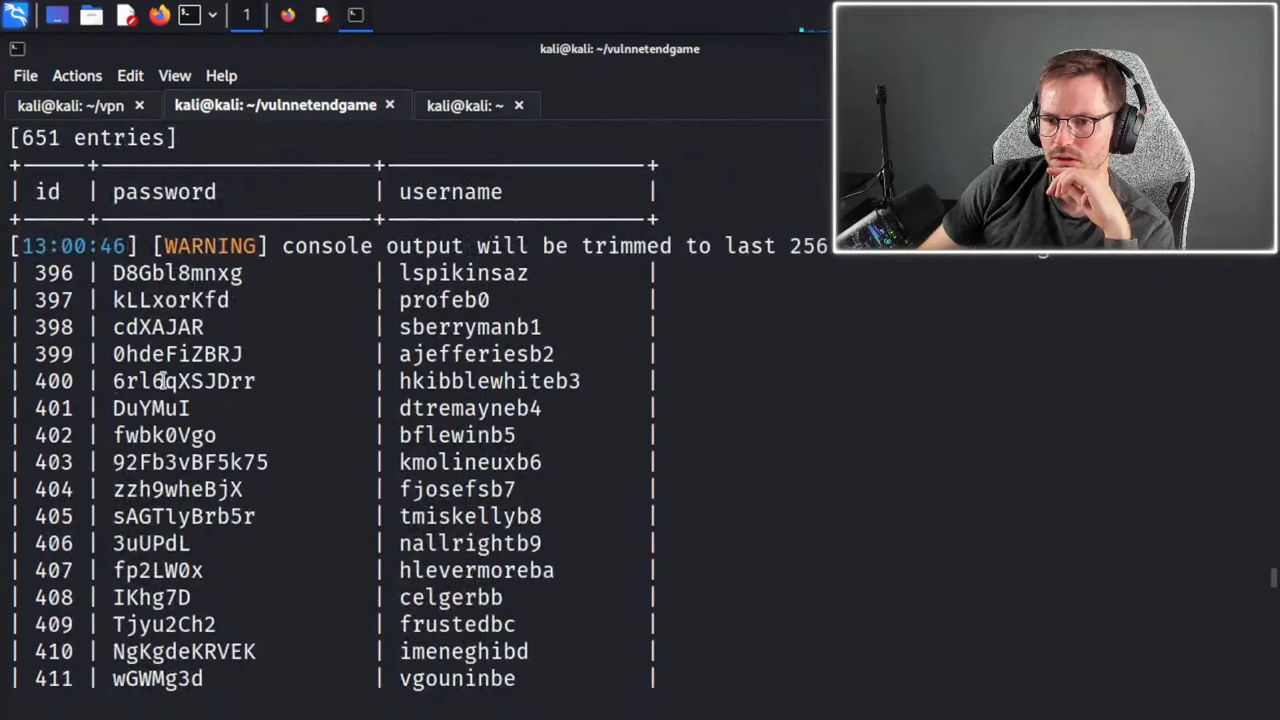 1
kali@kali: ~/vulnnetendgame
File Actions Edit View Help
kali@kali: ~/vpn × kali@kali: ~/vulnnetendgame × kali@kali: ~ ×
[651 entries]
| id | password | username |
[13:00:46] [WARNING] console output will be trimmed to last 256
| 396 | D8Gbl8mnxg | lspikinsaz |
| 397 | kLLxorKfd | profeb0 |
| 398 | cdXAJAR | sberrymanb1 |
| 399 | 0hdeFiZBRJ | ajefferiesb2 |
| 400 | 6rl6qXSJDrr | hkibblewhiteb3 |
| 401 | DuYMuI | dtremayneb4 |
| 402 | fwbk0Vgo | bflewinb5 |
| 403 | 92Fb3vBF5k75 | kmolineuxb6 |
| 404 | zzh9wheBjX | fjosefsb7 |
| 405 | sAGTlyBrb5r | tmiskellyb8 |
| 406 | 3uUPdL | nallrightb9 |
| 407 | fp2LW0x | hlevermoreba |
| 408 | IKhg7D | celgerbb |
| 409 | Tjyu2Ch2 | frustedbc |
| 410 | NgKgdeKRVEK | imeneghibd |
| 411 | wGWMg3d | vgouninbe |